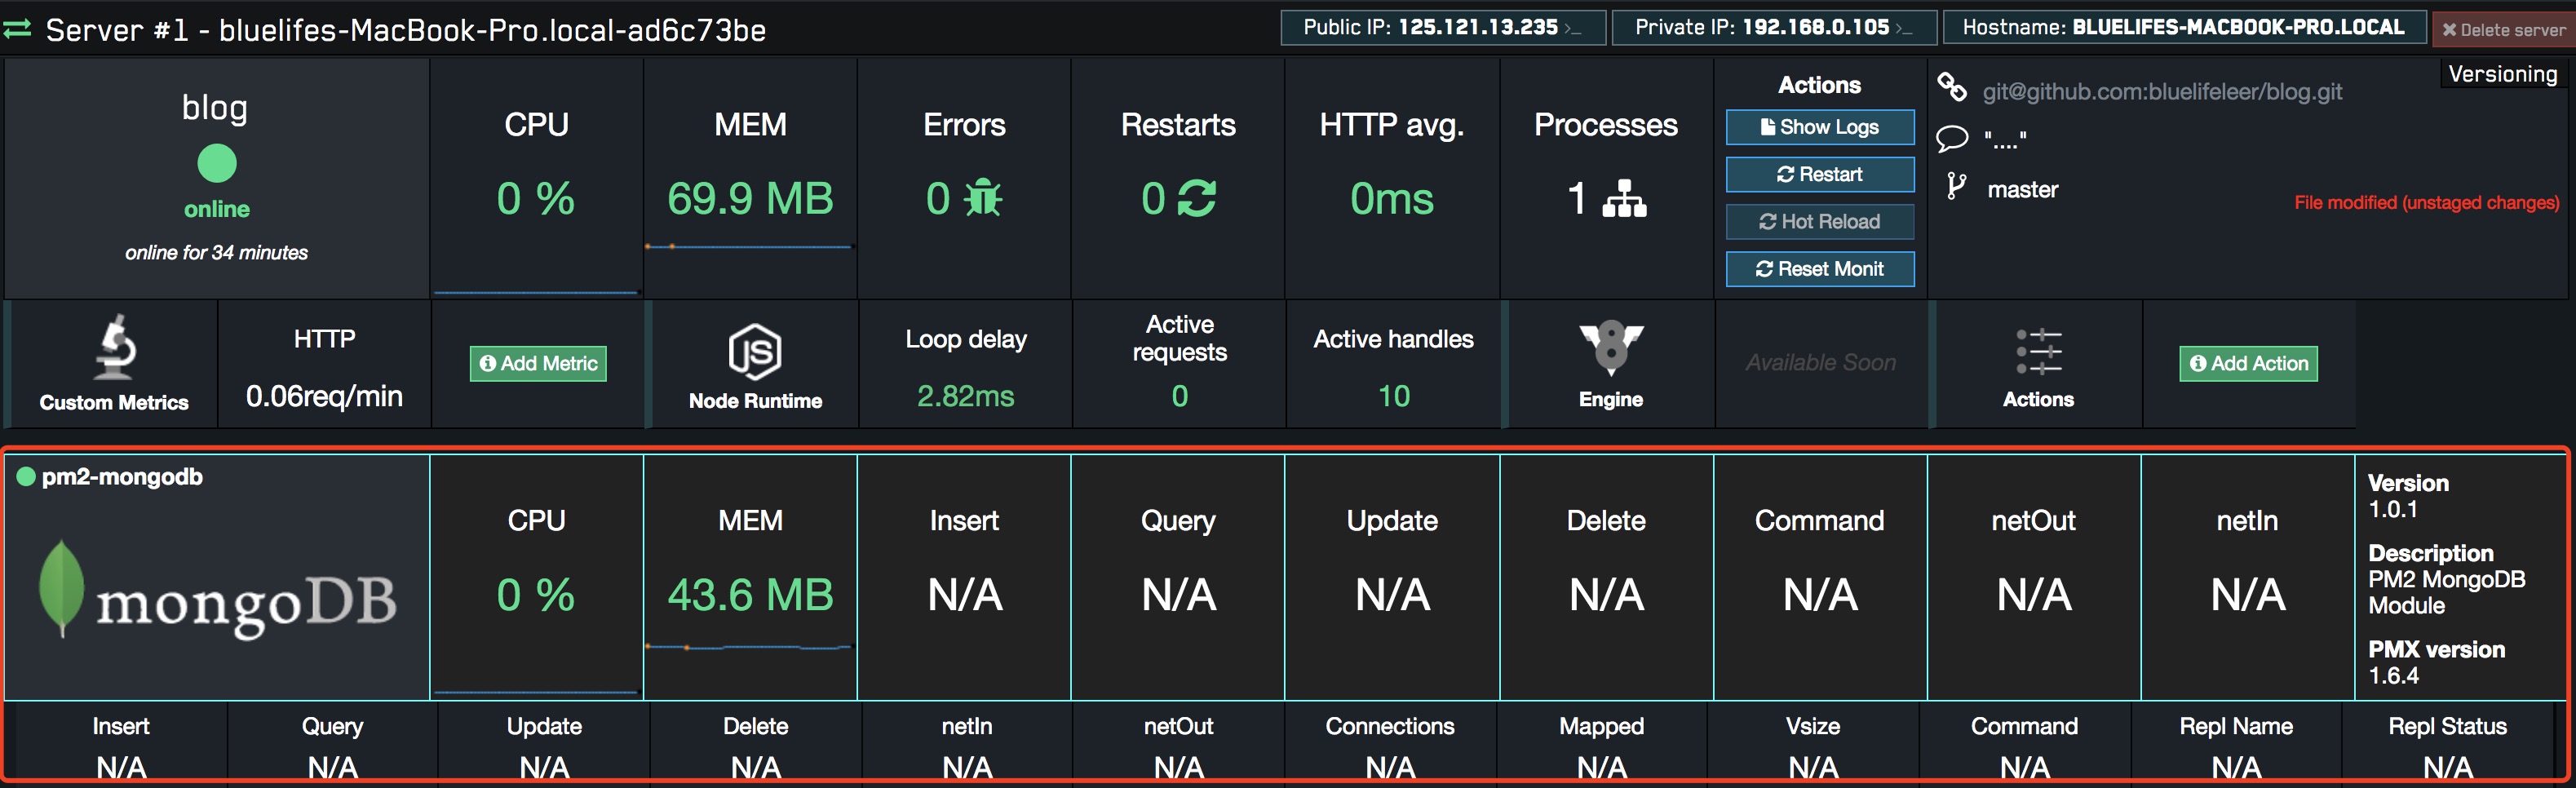 Server #1 - bluelifes-MacBook-Pro.local-ad6c73be
Public IP: 125.121.13.235 >_
Private IP: 192.168.0.105 >_
Hostname: BLUELIFES-MACBOOK-PRO.LOCAL
Delete server
blog
online
online for 34 minutes
CPU
0 %
MEM
69.9 MB
Errors
0
Restarts
0
HTTP avg.
0ms
Processes
1
Actions
Show Logs
Restart
Hot Reload
Reset Monit
Versioning
git@github.com:bluelifeleer/blog.git
"...."
master
File modified (unstaged changes)
Custom Metrics
HTTP
0.06req/min
Add Metric
JS
Node Runtime
Loop delay
2.82ms
Active
requests
0
Active handles
10
8
Engine
Available Soon
Actions
Add Action
pm2-mongodb
mongoDB
CPU
0 %
MEM
43.6 MB
Insert
N/A
Query
N/A
Update
N/A
Delete
N/A
Command
N/A
netOut
N/A
netIn
N/A
Version
1.0.1
Description
PM2 MongoDB
Module
PMX version
1.6.4
Insert
N/A
Query
N/A
Update
N/A
Delete
N/A
netIn
N/A
netOut
N/A
Connections
N/A
Mapped
N/A
Vsize
N/A
Command
N/A
Repl Name
N/A
Repl Status
N/A